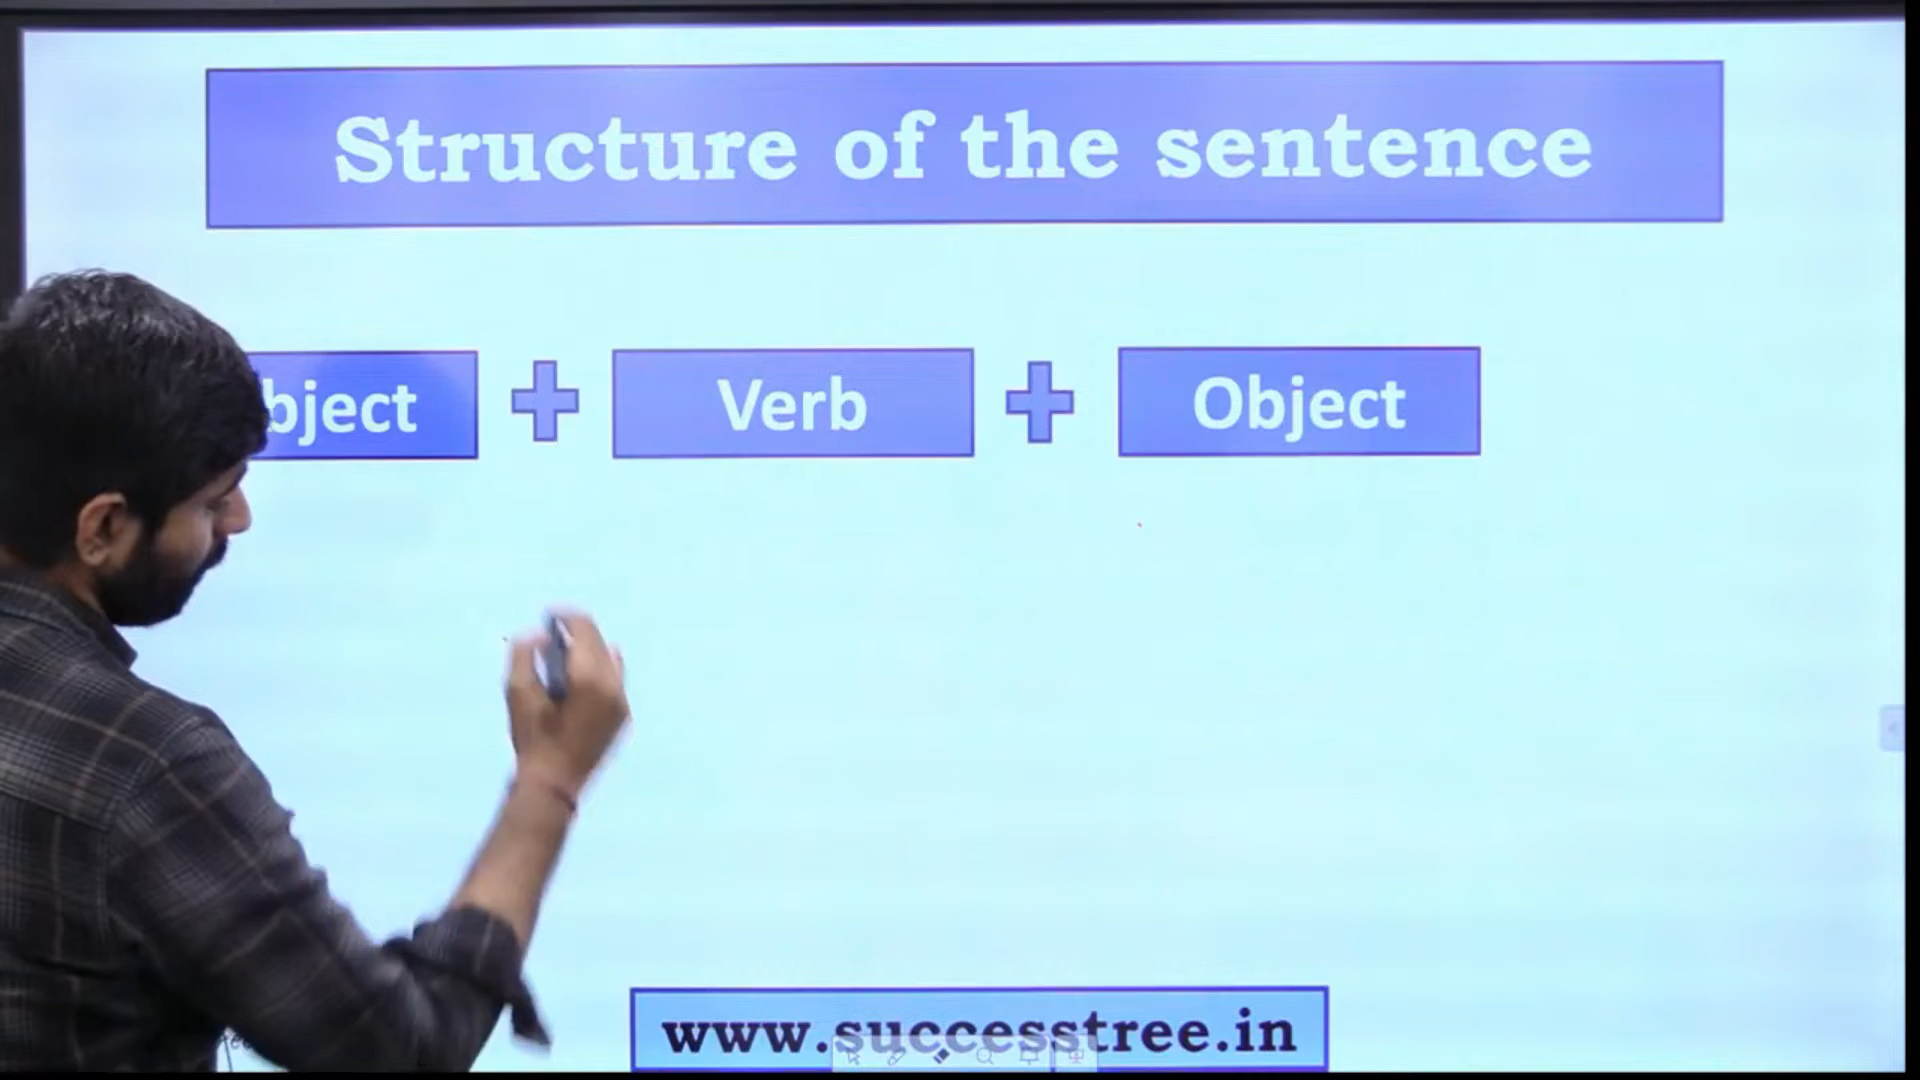 Structure of the sentence
bject + Verb + Object
www.successtree.in